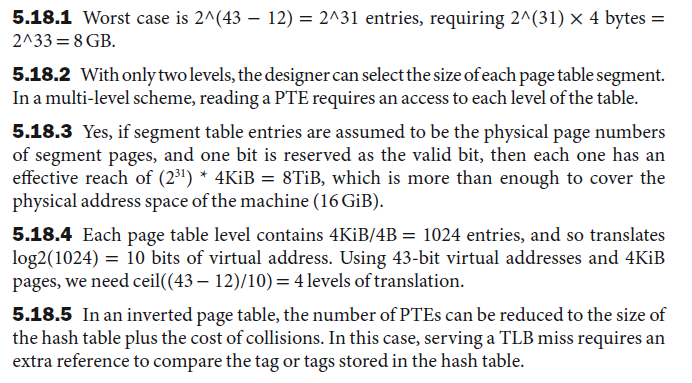 5.18.1 Worst case is 2^(43 – 12) = 2^31 entries, requiring 2^(31) × 4 bytes =
2^33 = 8 GB.
5.18.2 With only two levels, the designer can select the size of each page table segment.
In a multi-level scheme, reading a PTE requires an access to each level of the table.
5.18.3 Yes, if segment table entries are assumed to be the physical page numbers
of segment pages, and one bit is reserved as the valid bit, then each one has an
effective reach of (2³¹) * 4KiB = 8TiB, which is more than enough to cover the
physical address space of the machine (16 GiB).
5.18.4 Each page table level contains 4KiB/4B = 1024 entries, and so translates
log2(1024) = 10 bits of virtual address. Using 43-bit virtual addresses and 4KiB
pages, we need ceil((43 – 12)/10) = 4 levels of translation.
5.18.5 In an inverted page table, the number of PTEs can be reduced to the size of
the hash table plus the cost of collisions. In this case, serving a TLB miss requires an
extra reference to compare the tag or tags stored in the hash table.